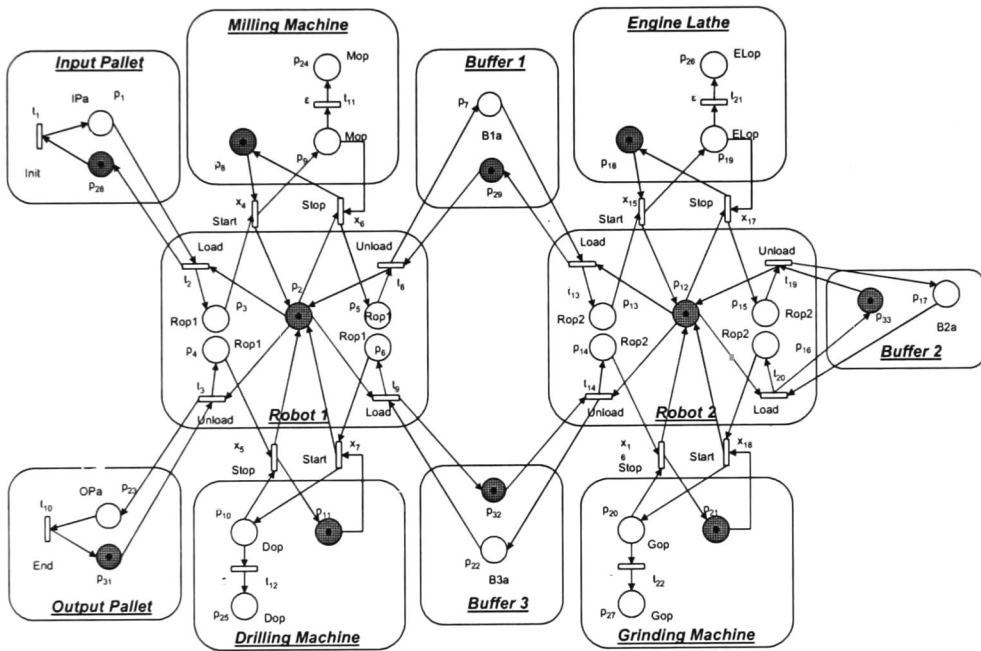 Milling Machine
Engine Lathe
Input Pallet
Buffer 1
p24
Mop
p26
ELop
ε
t11
ε
t21
t1
IPa
p1
p7
B1a
Mop
ELop
p8
p9
p18
p19
Init
p28
p29
x4
Stop
x6
x15
Stop
x17
Start
Start
Load
Unload
Load
Unload
t2
p3
p2
p5
t8
t13
p13
p12
p15
t19
p17
p33
B2a
Rop1
Rop1
Rop2
Rop2
p4
Rop1
Rop1
p6
p14
Rop2
Rop2
p16
Buffer 2
t3
t9
t14
t20
Unload
Robot 1
Load
Unload
Robot 2
Load
x5
x7
x1
6
x18
Stop
Start
Stop
Start
OPa
p23
t10
p10
p11
p32
p20
p21
End
p31
Dop
p22
B3a
Gop
t12
t22
Output Pallet
p25
Dop
Buffer 3
p27
Gop
Drilling Machine
Grinding Machine